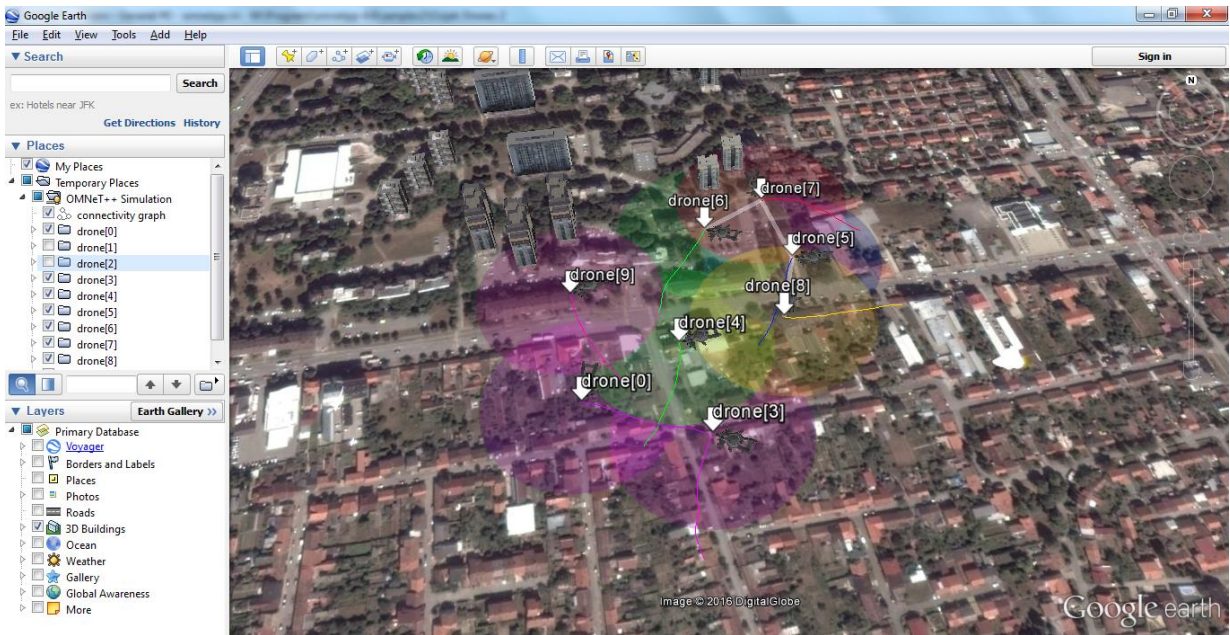 Google Earth
File Edit View Tools Add Help
▼ Search
Sign in
Search
ex: Hotels near JFK
Get Directions History
▼ Places
My Places
Temporary Places
OMNeT++ Simulation
connectivity graph
drone[0]
drone[1]
drone[2]
drone[3]
drone[4]
drone[5]
drone[6]
drone[7]
drone[8]
▼ Layers
Earth Gallery >>
Primary Database
Voyager
Borders and Labels
Places
Photos
Roads
3D Buildings
Ocean
Weather
Gallery
Global Awareness
More
N
drone[7]
drone[6]
drone[5]
drone[9]
drone[8]
drone[4]
drone[0]
drone[3]
Image © 2016 DigitalGlobe
Google earth